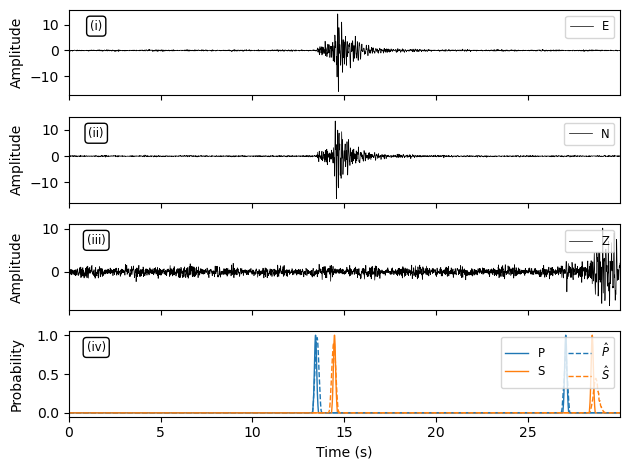 Amplitude
10
0
−10
(i)
E
Amplitude
10
0
−10
(ii)
N
Amplitude
10
0
(iii)
Z
Probability
1.0
0.5
0.0
(iv)
P
S
P̂
Ŝ
0 5 10 15 20 25
Time (s)